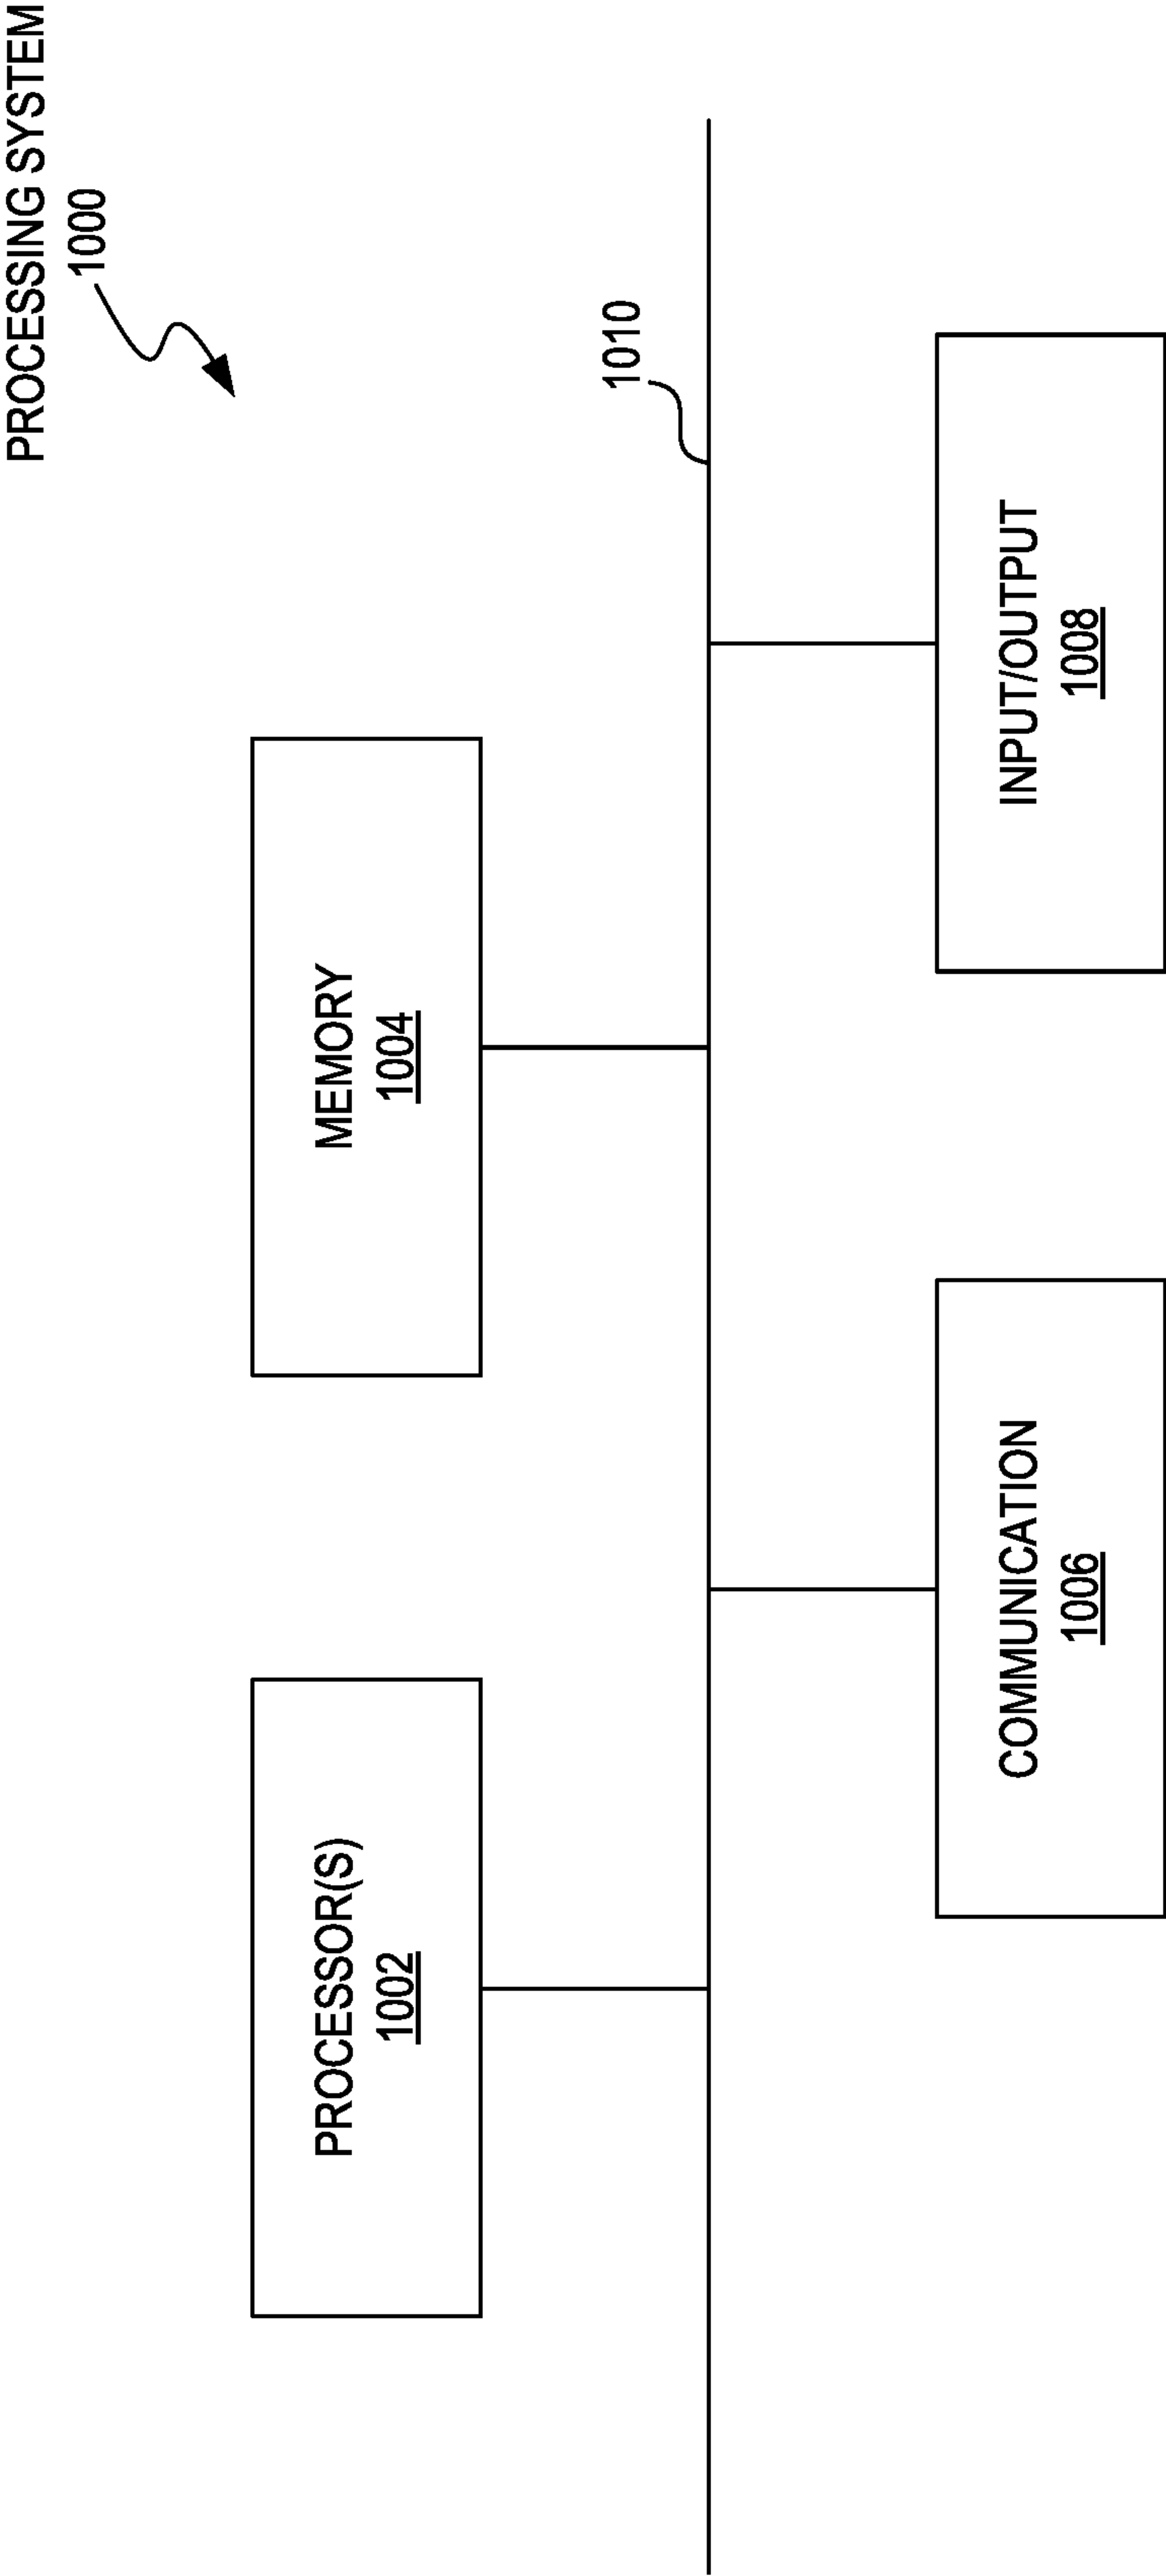 PROCESSING SYSTEM
1000
PROCESSOR(S)
1002
MEMORY
1004
1010
COMMUNICATION
1006
INPUT/OUTPUT
1008